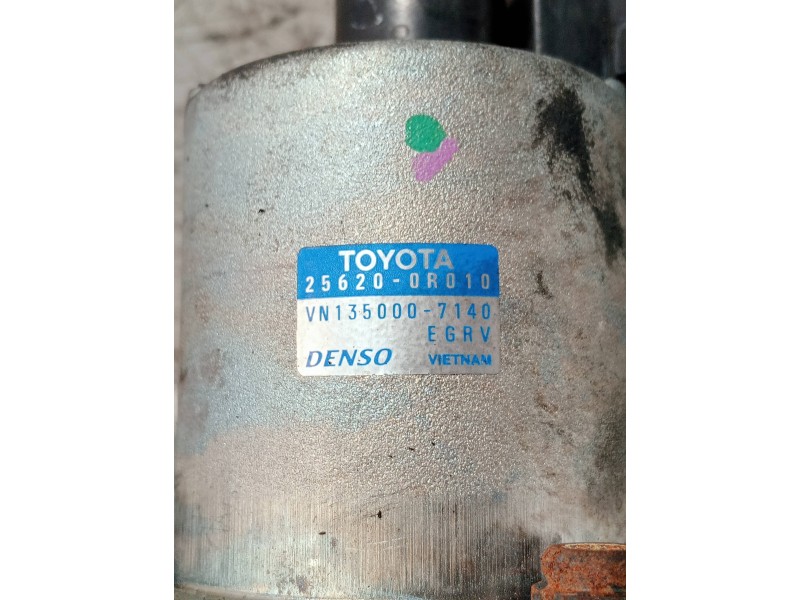 TOYOTA
25620-0R010
VN135000-7140
EGRV
DENSO VIETNAM